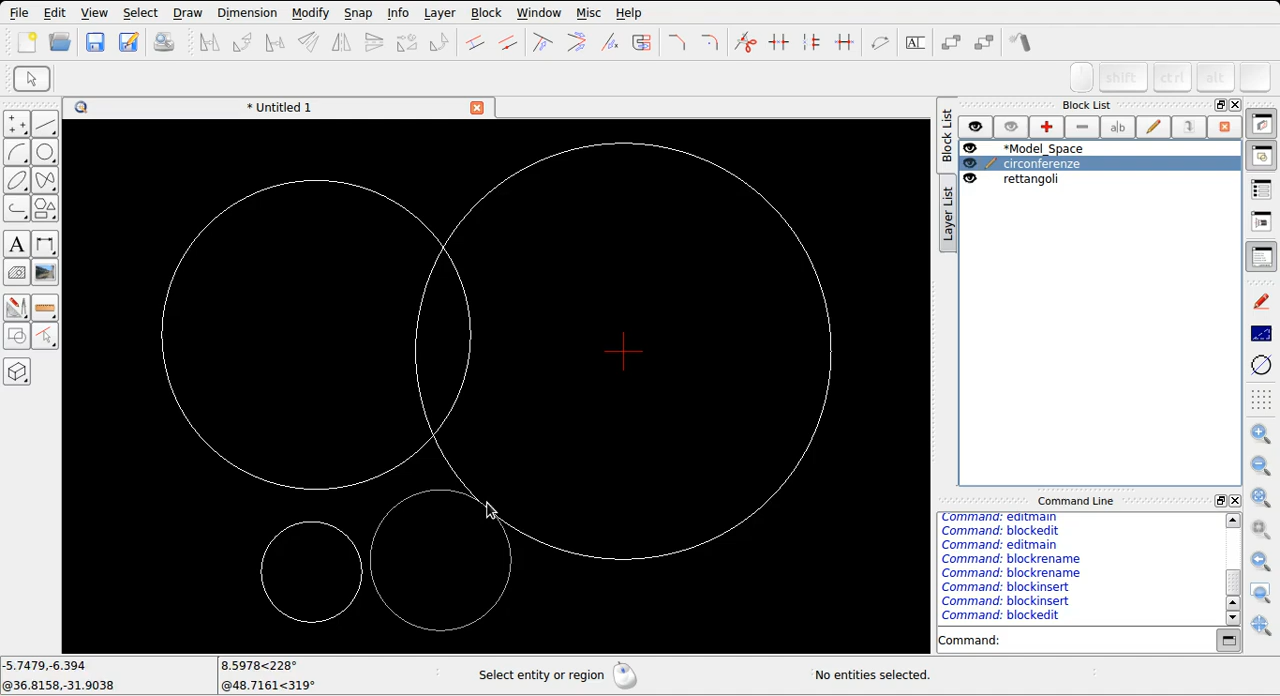 File Edit View Select Draw Dimension Modify Snap Info Layer Block Window Misc Help
AI
shift ctrl alt
* Untitled 1
Block List
Block List
Layer List
a|b
*Model_Space
circonferenze
rettangoli
A
Command Line
Command: editmain
Command: blockedit
Command: editmain
Command: blockrename
Command: blockrename
Command: blockinsert
Command: blockinsert
Command: blockedit
Command:
-5.7479,-6.394
@36.8158,-31.9038
8.5978<228°
@48.7161<319°
Select entity or region
No entities selected.